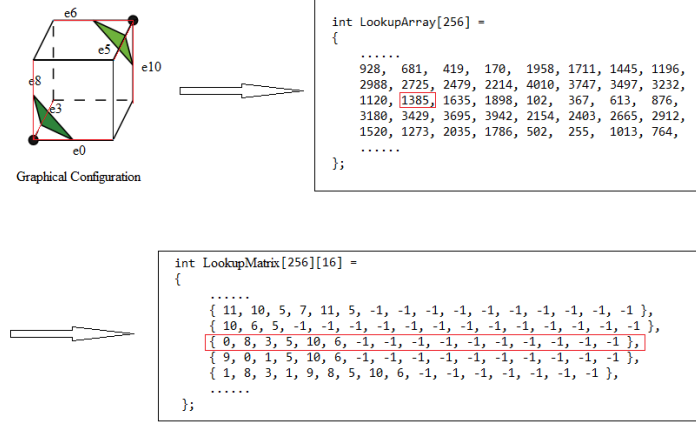 e6
e5
e10
e8
e3
e0
Graphical Configuration
int LookupArray[256] =
{
......
928, 681, 419, 170, 1958, 1711, 1445, 1196,
2988, 2725, 2479, 2214, 4010, 3747, 3497, 3232,
1120, 1385, 1635, 1898, 102, 367, 613, 876,
3180, 3429, 3695, 3942, 2154, 2403, 2665, 2912,
1520, 1273, 2035, 1786, 502, 255, 1013, 764,
......
};
int LookupMatrix[256][16] =
{
......
{ 11, 10, 5, 7, 11, 5, -1, -1, -1, -1, -1, -1, -1, -1, -1, -1 },
{ 10, 6, 5, -1, -1, -1, -1, -1, -1, -1, -1, -1, -1, -1, -1, -1 },
{ 0, 8, 3, 5, 10, 6, -1, -1, -1, -1, -1, -1, -1, -1, -1, -1 },
{ 9, 0, 1, 5, 10, 6, -1, -1, -1, -1, -1, -1, -1, -1, -1, -1 },
{ 1, 8, 3, 1, 9, 8, 5, 10, 6, -1, -1, -1, -1, -1, -1, -1 },
......
};